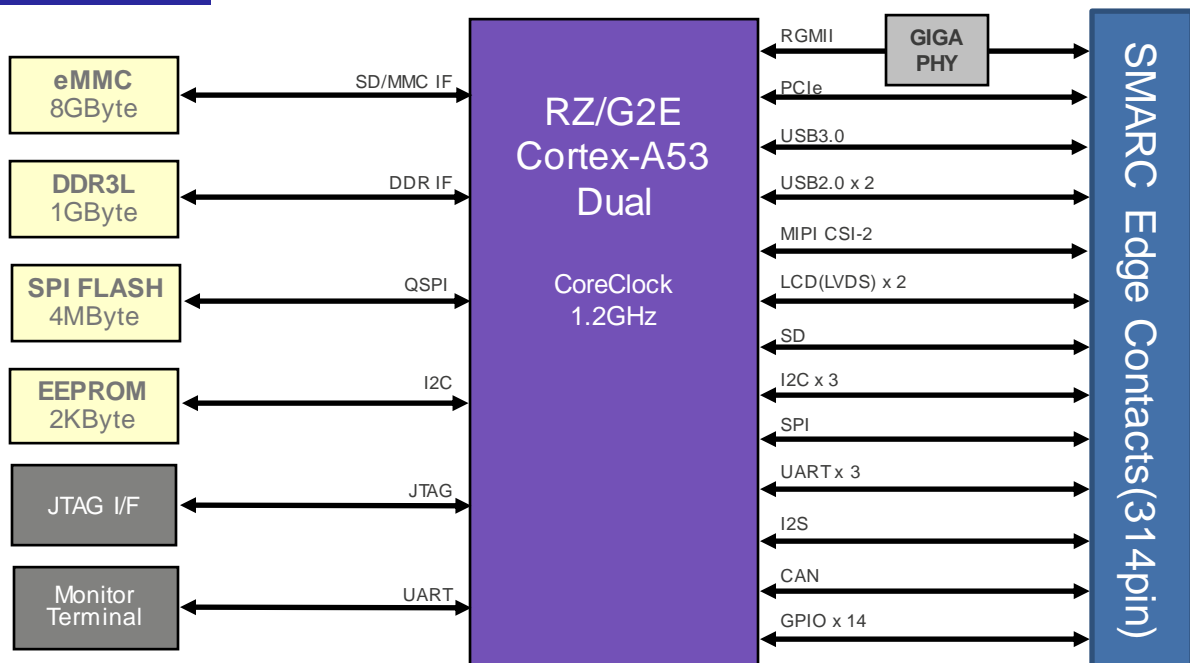 eMMC
8GByte
SD/MMC IF
DDR3L
1GByte
DDR IF
SPI FLASH
4MByte
QSPI
EEPROM
2KByte
I2C
JTAG I/F
JTAG
Monitor
Terminal
UART
RZ/G2E
Cortex-A53
Dual
CoreClock
1.2GHz
RGMII
GIGA
PHY
PCIe
USB3.0
USB2.0 x 2
MIPI CSI-2
LCD(LVDS) x 2
SD
I2C x 3
SPI
UART x 3
I2S
CAN
GPIO x 14
SMARC Edge Contacts(314pin)